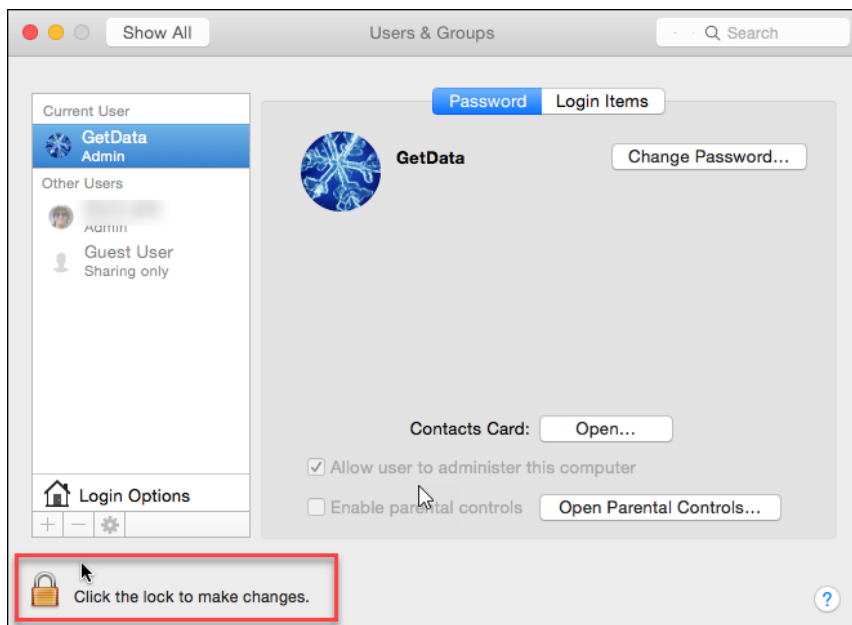 Show All
Users & Groups
Search
Password
Login Items
Current User
GetData
Admin
Other Users
Admin
Guest User
Sharing only
GetData
Change Password...
Contacts Card:
Open...
Allow user to administer this computer
Enable parental controls
Open Parental Controls...
Login Options
Click the lock to make changes.
?